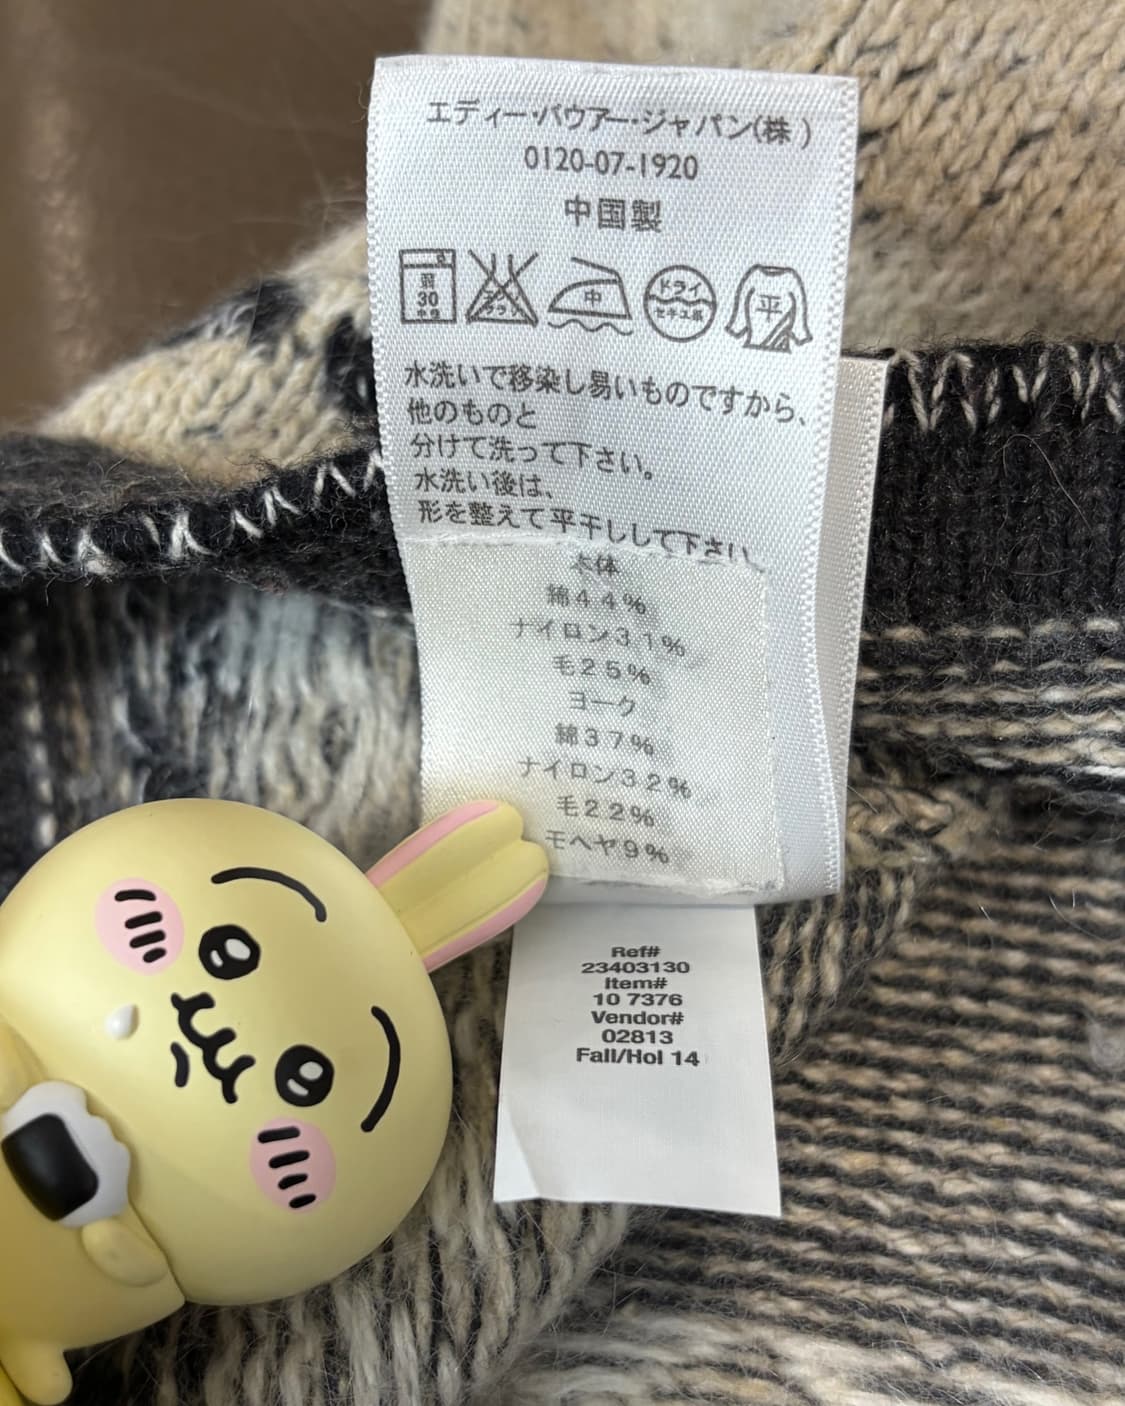 エディー・バウアー・ジャパン(株)
0120-07-1920
中国製
弱
30
中
ドライ
セキユ系
平
水洗いで移染し易いものですから、
他のものと
分けて洗って下さい。
水洗い後は、
形を整えて平干しして下さい
本体
綿44%
ナイロン31%
毛25%
ヨーク
綿37%
ナイロン32%
毛22%
モヘヤ9%
Ref#
23403130
Item#
10 7376
Vendor#
02813
Fall/Hol 14